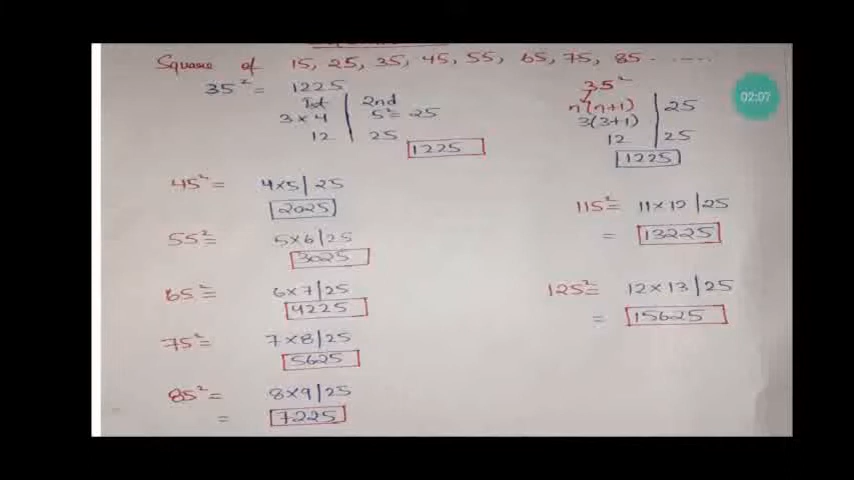 Square of 15, 25, 35, 45, 55, 65, 75, 85 . ......
35² = 1225
1st | 2nd
3 × 4 | 5² = 25
12 | 25
1225
35²
n(n+1) | 25
3(3+1)
12 | 25
1225
02:07
45² = 4×5 | 25
2025
55² = 5×6 | 25
3025
65² = 6×7 | 25
4225
75² = 7×8 | 25
5625
85² = 8×9 | 25
= 7225
115² = 11×12 | 25
= 13225
125² = 12×13 | 25
= 15625